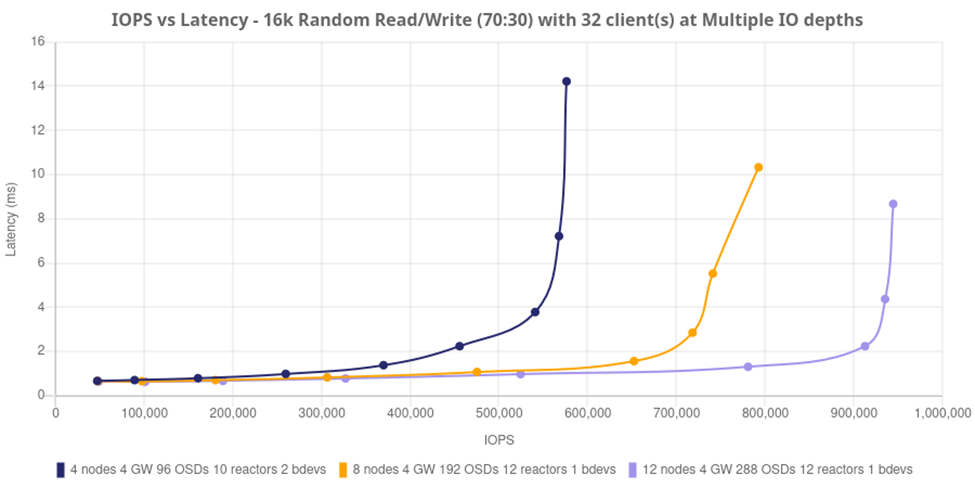 IOPS vs Latency - 16k Random Read/Write (70:30) with 32 client(s) at Multiple IO depths
16
14
12
10
8
6
4
2
0
Latency (ms)
0 100,000 200,000 300,000 400,000 500,000 600,000 700,000 800,000 900,000 1,000,000
IOPS
4 nodes 4 GW 96 OSDs 10 reactors 2 bdevs 8 nodes 4 GW 192 OSDs 12 reactors 1 bdevs 12 nodes 4 GW 288 OSDs 12 reactors 1 bdevs